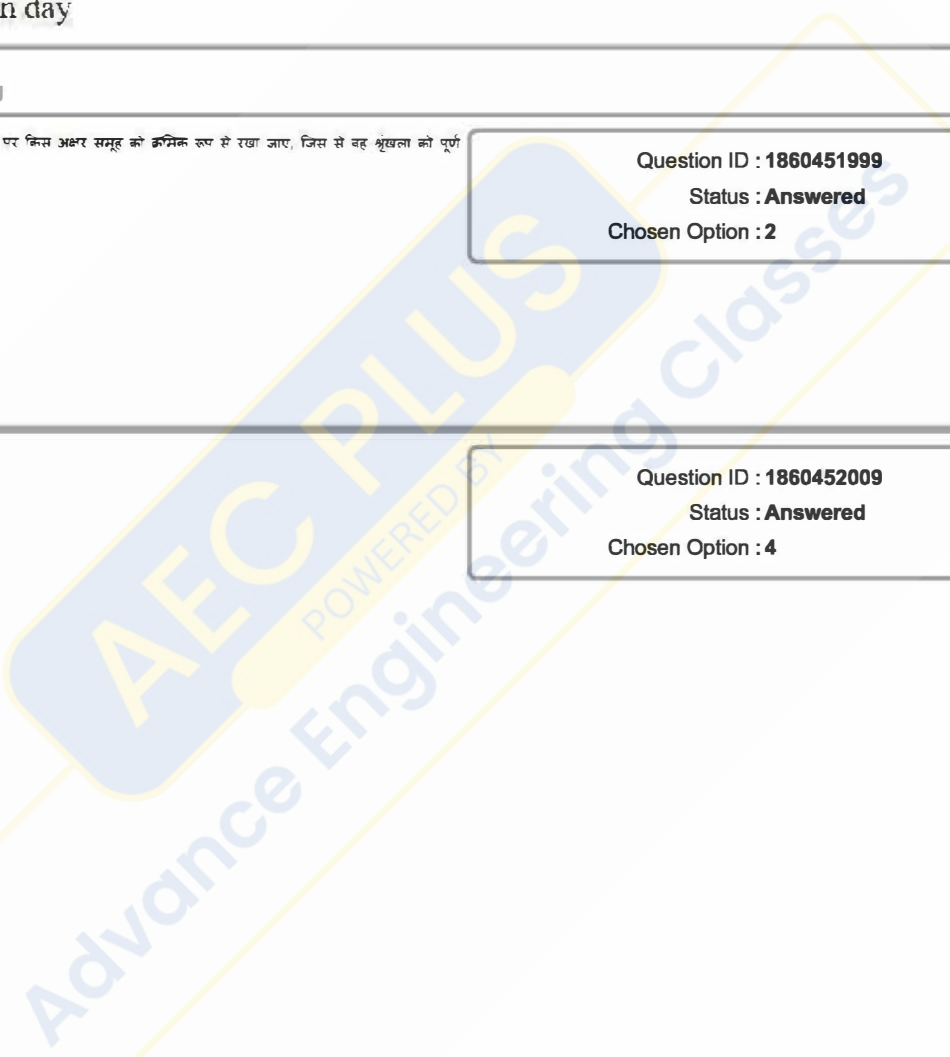 n day
पर किस अक्षर समूह को क्रमिक रूप से रखा जाए, जिस से वह श्रृंखला को पूर्ण
Question ID : 1860451999
Status : Answered
Chosen Option : 2
Question ID : 1860452009
Status : Answered
Chosen Option : 4
AEC PLUS
POWERED BY
Advance Engineering Classes